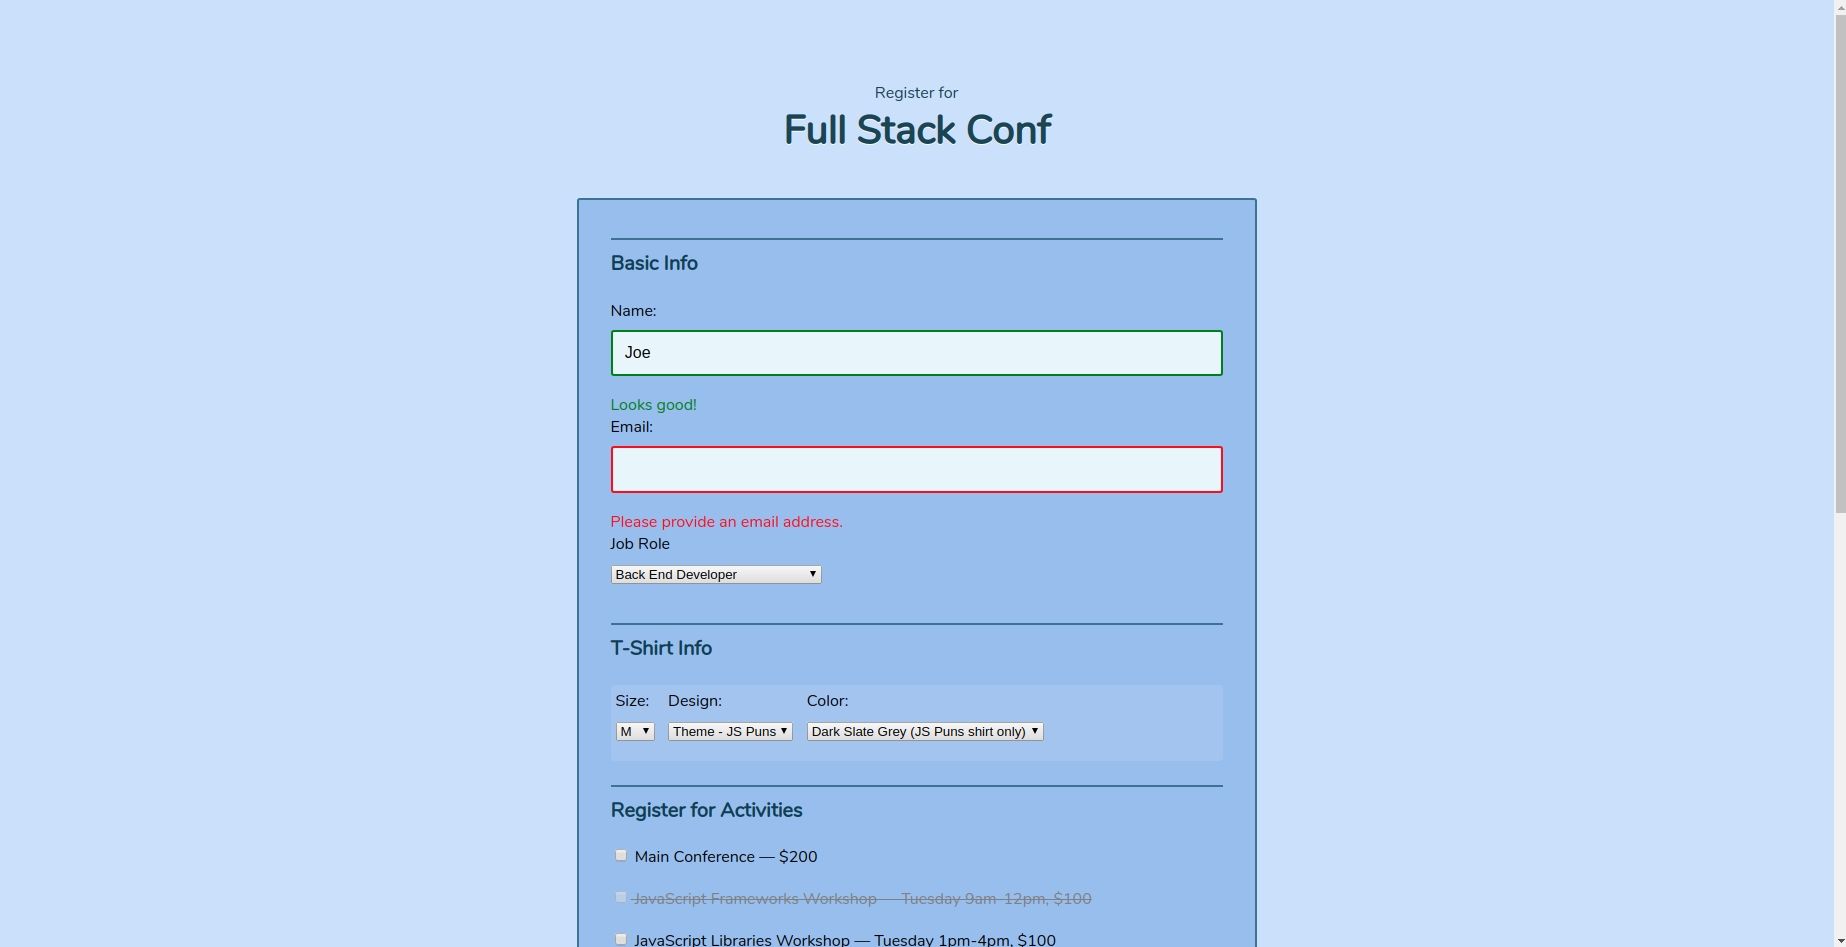 Register for
Full Stack Conf
Basic Info
Name:
Joe
Looks good!
Email:
Please provide an email address.
Job Role
Back End Developer
T-Shirt Info
Size: Design: Color:
M Theme - JS Puns Dark Slate Grey (JS Puns shirt only)
Register for Activities
Main Conference — $200
JavaScript Frameworks Workshop — Tuesday 9am-12pm, $100
JavaScript Libraries Workshop — Tuesday 1pm-4pm, $100